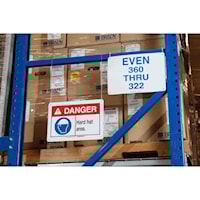 EVEN
360
THRU
322
DANGER
Hard hat
area.